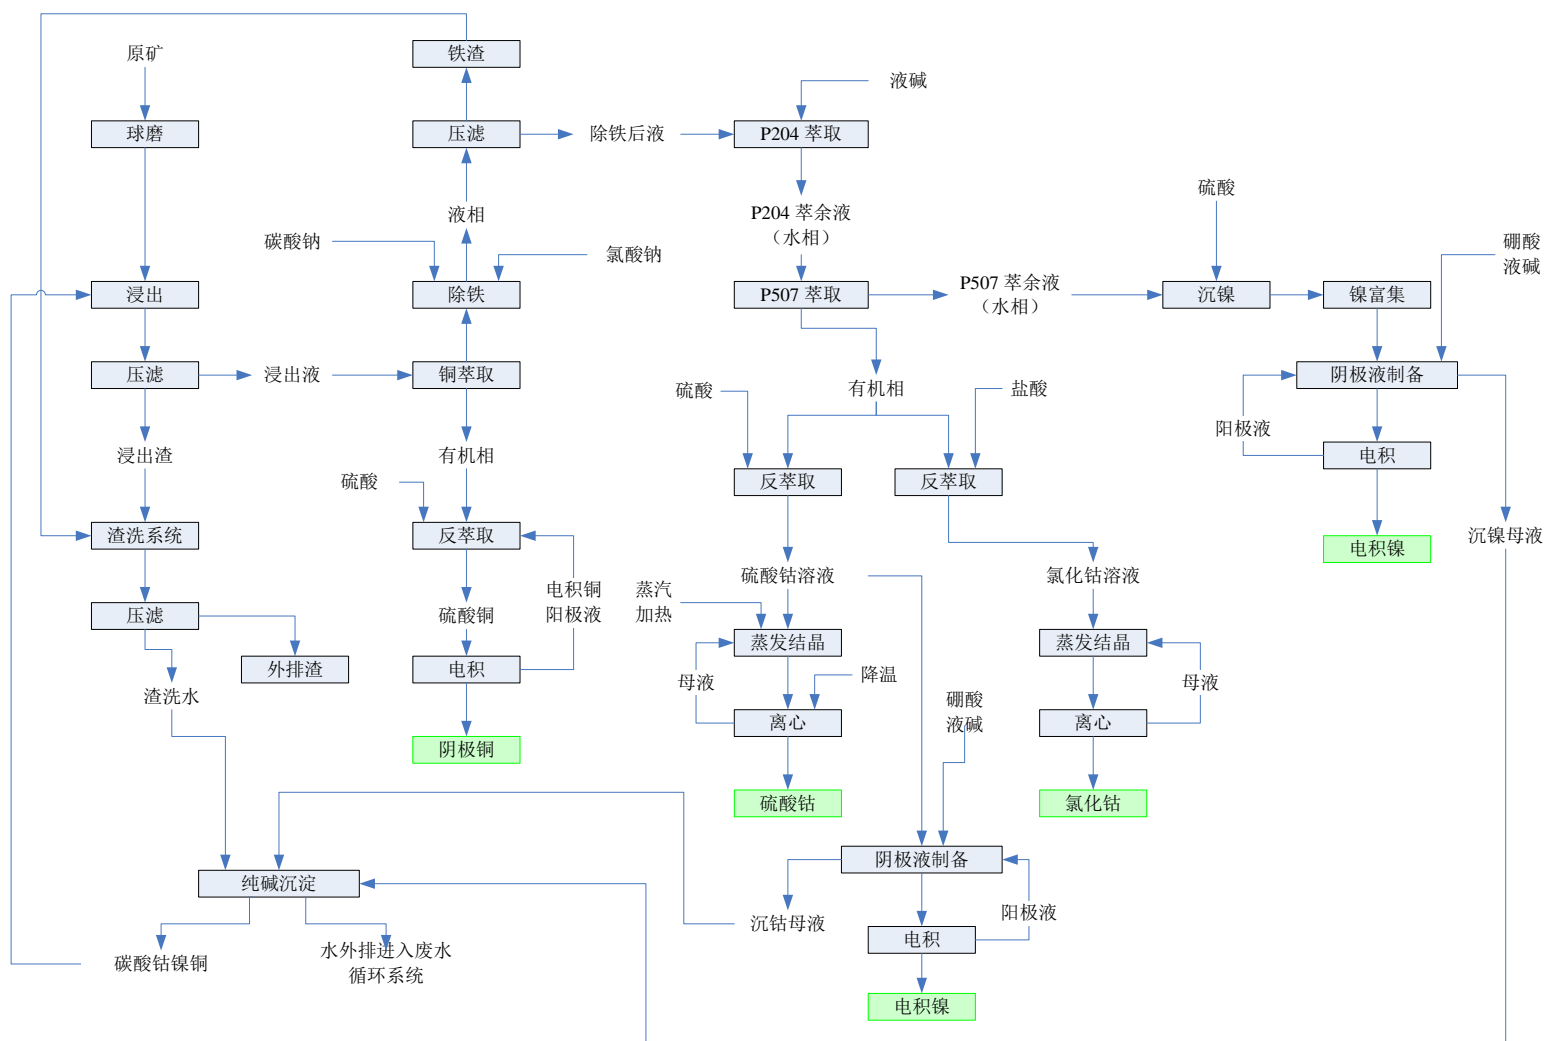 原矿
球磨
浸出
压滤
浸出液
浸出渣
渣洗系统
压滤
外排渣
渣洗水
纯碱沉淀
碳酸钴镍铜
水外排进入废水
循环系统
铁渣
压滤
除铁后液
液相
碳酸钠
氯酸钠
除铁
铜萃取
有机相
硫酸
反萃取
硫酸铜
电积铜
阳极液
电积
阴极铜
液碱
P204 萃取
P204 萃余液
（水相）
P507 萃取
P507 萃余液
（水相）
有机相
硫酸
盐酸
反萃取
反萃取
硫酸钴溶液
氯化钴溶液
蒸汽
加热
蒸发结晶
母液
降温
离心
硫酸钴
蒸发结晶
母液
离心
氯化钴
硼酸
液碱
阴极液制备
沉钴母液
阳极液
电积
电积镍
硫酸
沉镍
镍富集
硼酸
液碱
阴极液制备
阳极液
电积
电积镍
沉镍母液